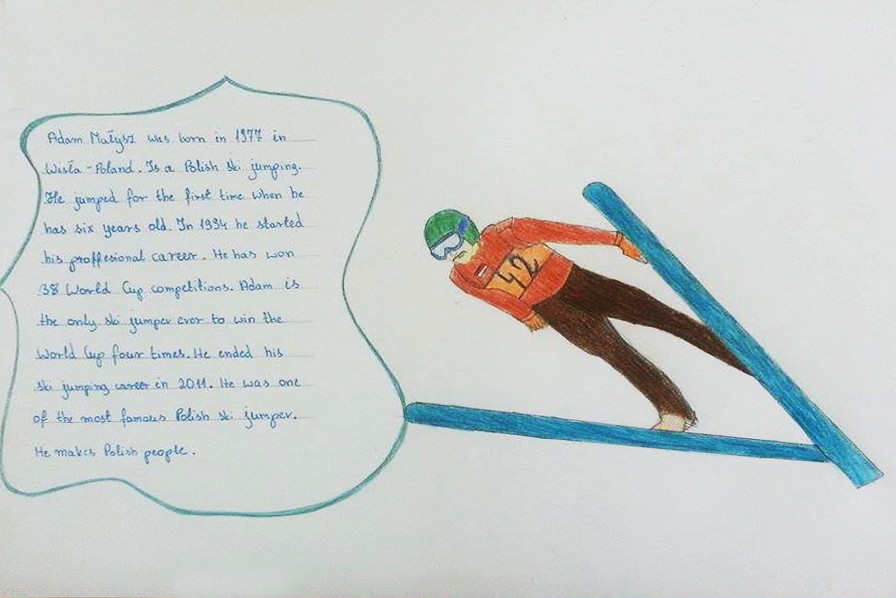 Adam Małysz was born in 1977 in
Wisła-Poland. Is a Polish ski jumping.
He jumped for the first time when he
has six years old. In 1994 he started
his proffesional career. He has won
38 World Cup competitions. Adam is
the only ski jumper ever to win the
World Cup four times. He ended his
ski jumping career in 2011. He was one
of the most famous Polish ski jumper.
He makes Polish people.
42